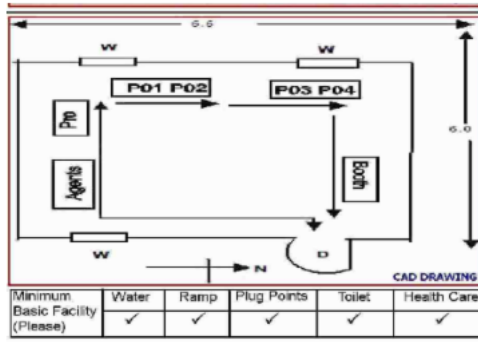 6.6
W W
P01 P02 P03 P04
6.0
Pro
Agents
Booth
W D
N
CAD DRAWING
Minimum Basic Facility (Please) Water Ramp Plug Points Toilet Health Care
✓ ✓ ✓ ✓ ✓